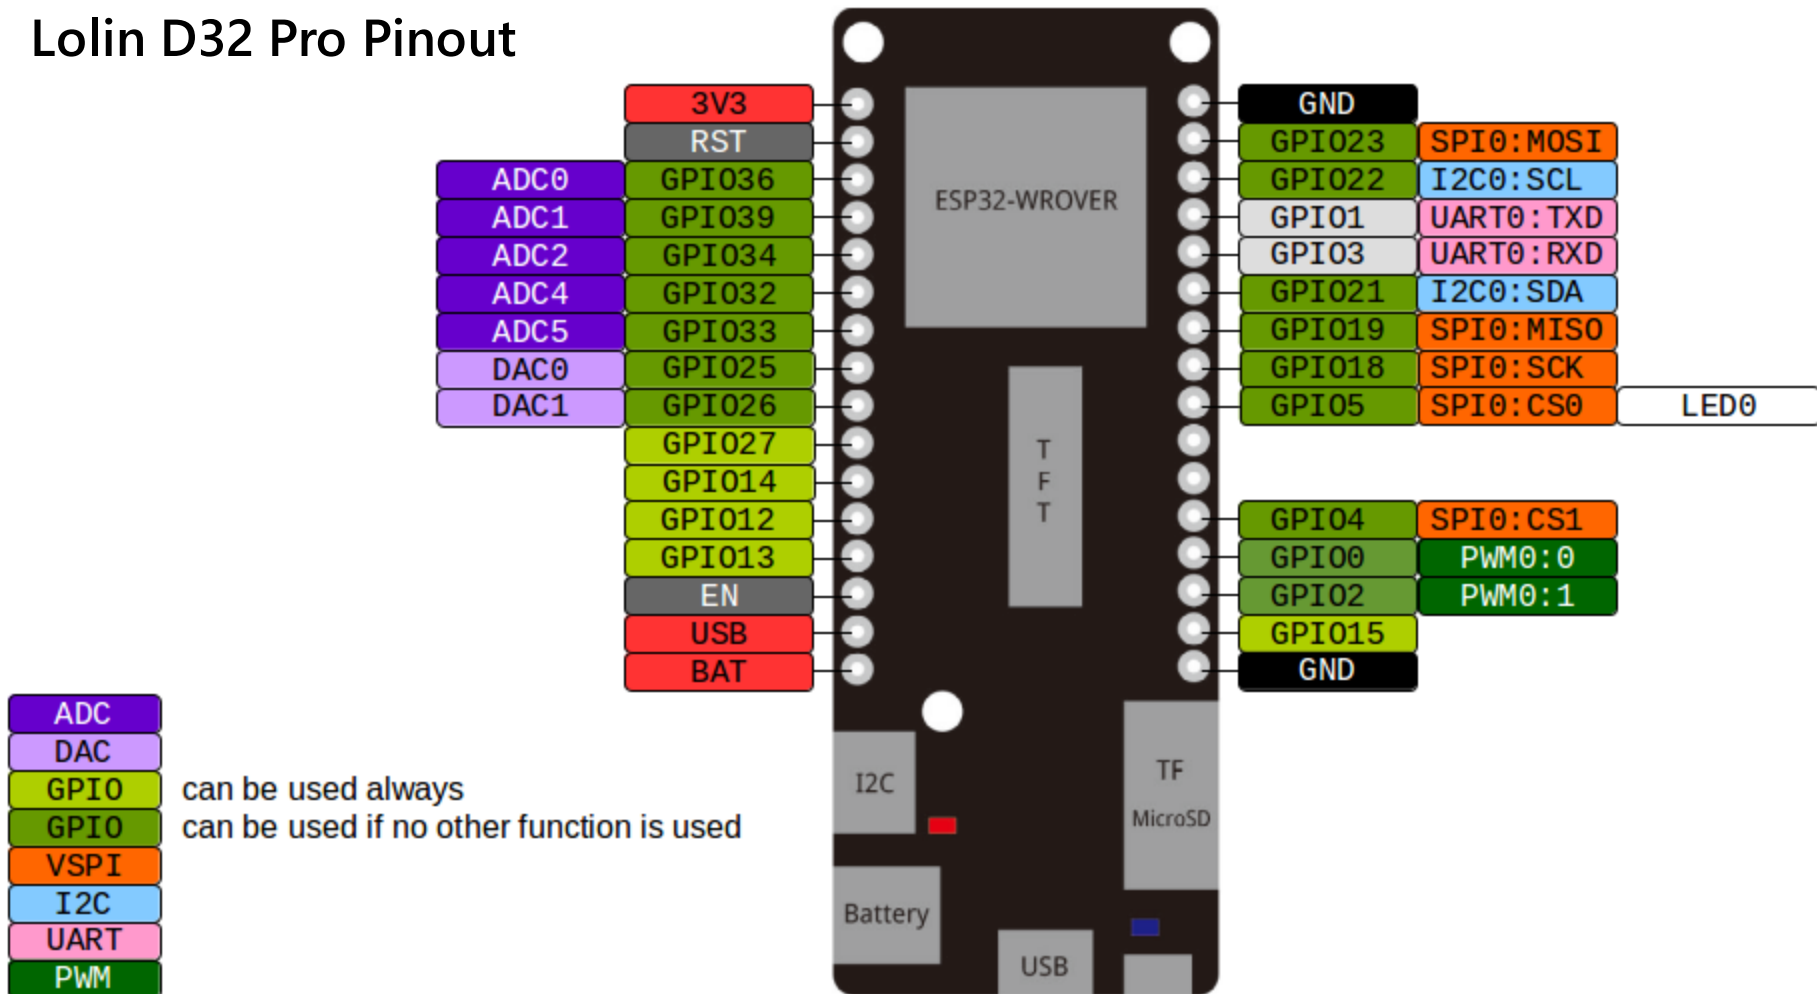 Lolin D32 Pro Pinout
3V3
RST
ADC0 GPIO36
ADC1 GPIO39
ADC2 GPIO34
ADC4 GPIO32
ADC5 GPIO33
DAC0 GPIO25
DAC1 GPIO26
GPIO27
GPIO14
GPIO12
GPIO13
EN
USB
BAT
ESP32-WROVER
T
F
T
GND
GPIO23 SPI0:MOSI
GPIO22 I2C0:SCL
GPIO1 UART0:TXD
GPIO3 UART0:RXD
GPIO21 I2C0:SDA
GPIO19 SPI0:MISO
GPIO18 SPI0:SCK
GPIO5 SPI0:CS0 LED0
GPIO4 SPI0:CS1
GPIO0 PWM0:0
GPIO2 PWM0:1
GPIO15
GND
ADC
DAC
GPIO can be used always
GPIO can be used if no other function is used
VSPI
I2C
UART
PWM
I2C
TF
MicroSD
Battery
USB